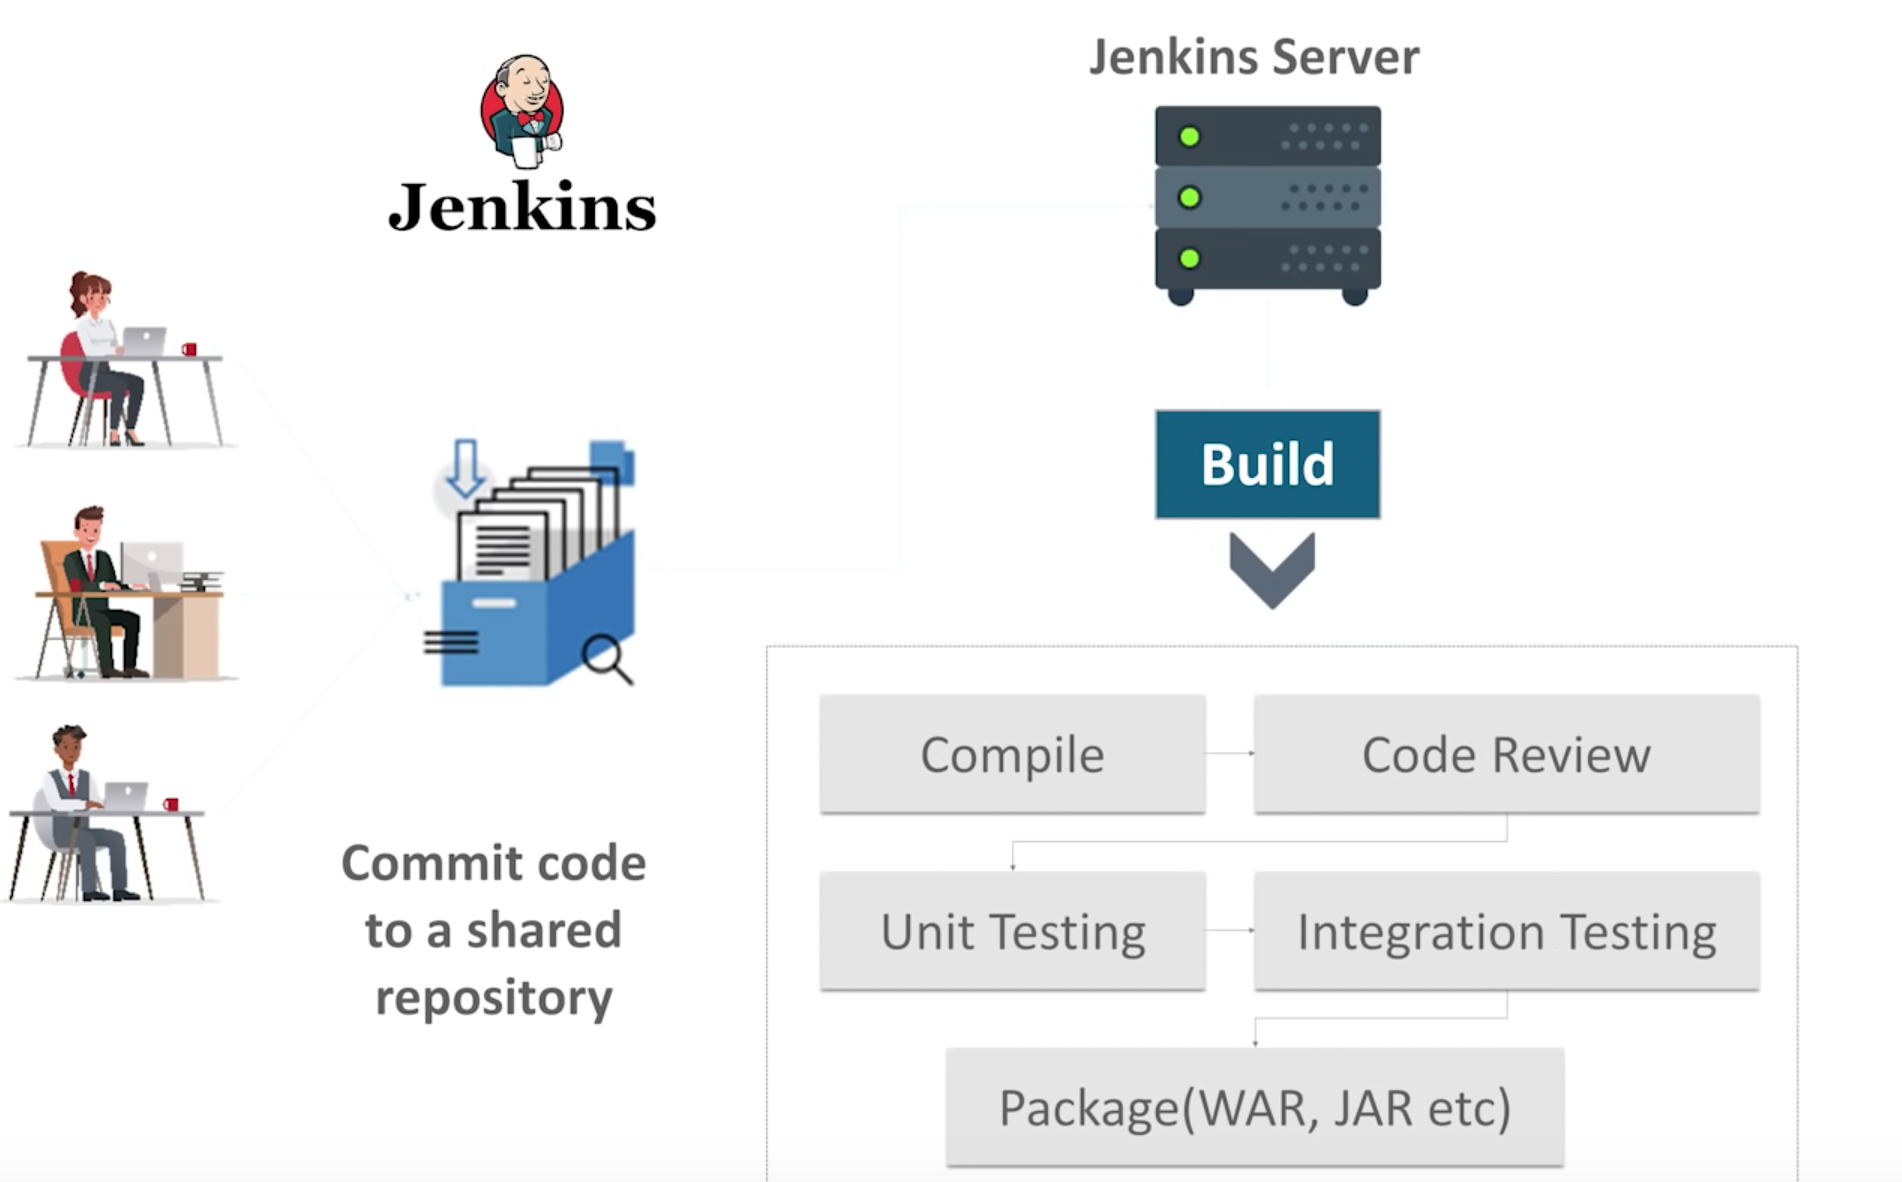 Jenkins
Jenkins Server
Build
Commit code
to a shared
repository
Compile
Code Review
Unit Testing
Integration Testing
Package(WAR, JAR etc)